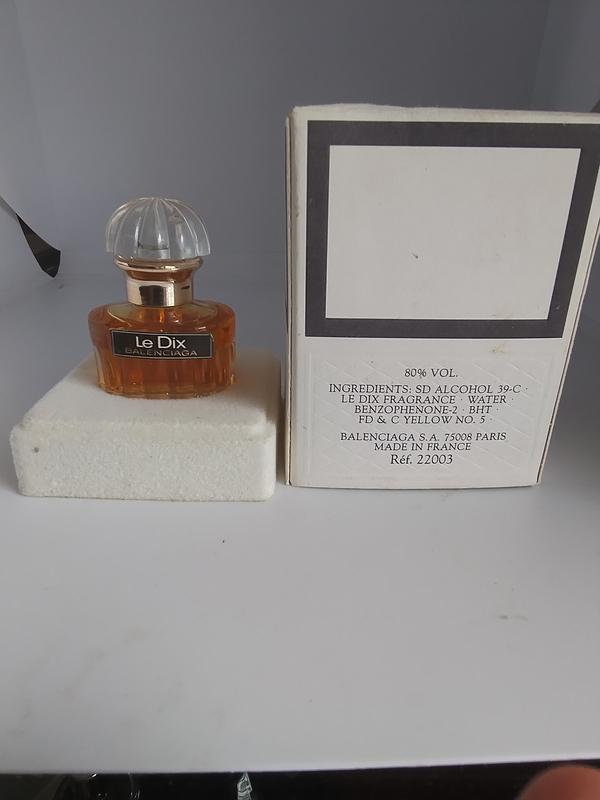 Le Dix
BALENCIAGA
80% VOL.
INGREDIENTS: SD ALCOHOL 39-C ·
LE DIX FRAGRANCE · WATER ·
BENZOPHENONE-2 · BHT ·
FD & C YELLOW NO. 5 ·
BALENCIAGA S.A. 75008 PARIS
MADE IN FRANCE
Réf. 22003